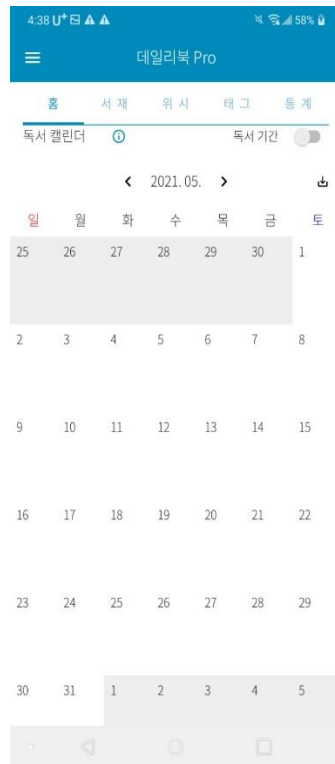 4:38 U+ 58%
데일리북 Pro
홈 서재 위시 태그 통계
독서 캘린더 독서 기간
2021. 05.
일 월 화 수 목 금 토
25 26 27 28 29 30 1
2 3 4 5 6 7 8
9 10 11 12 13 14 15
16 17 18 19 20 21 22
23 24 25 26 27 28 29
30 31 1 2 3 4 5